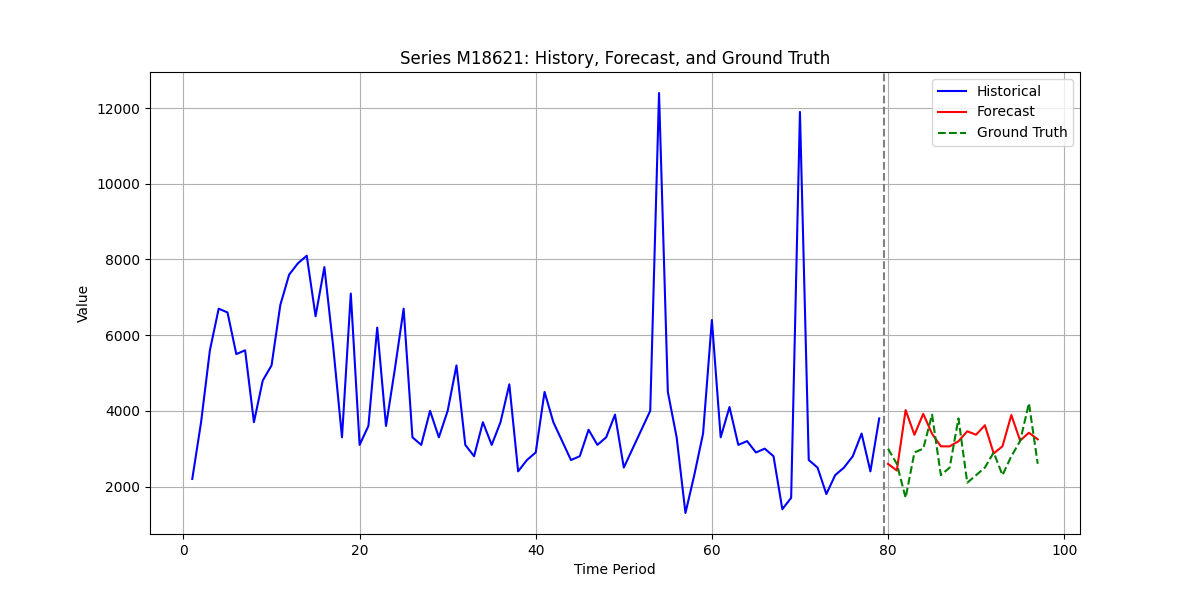 Series M18621: History, Forecast, and Ground Truth
Historical
Forecast
Ground Truth
Value
12000
10000
8000
6000
4000
2000
0 20 40 60 80 100
Time Period